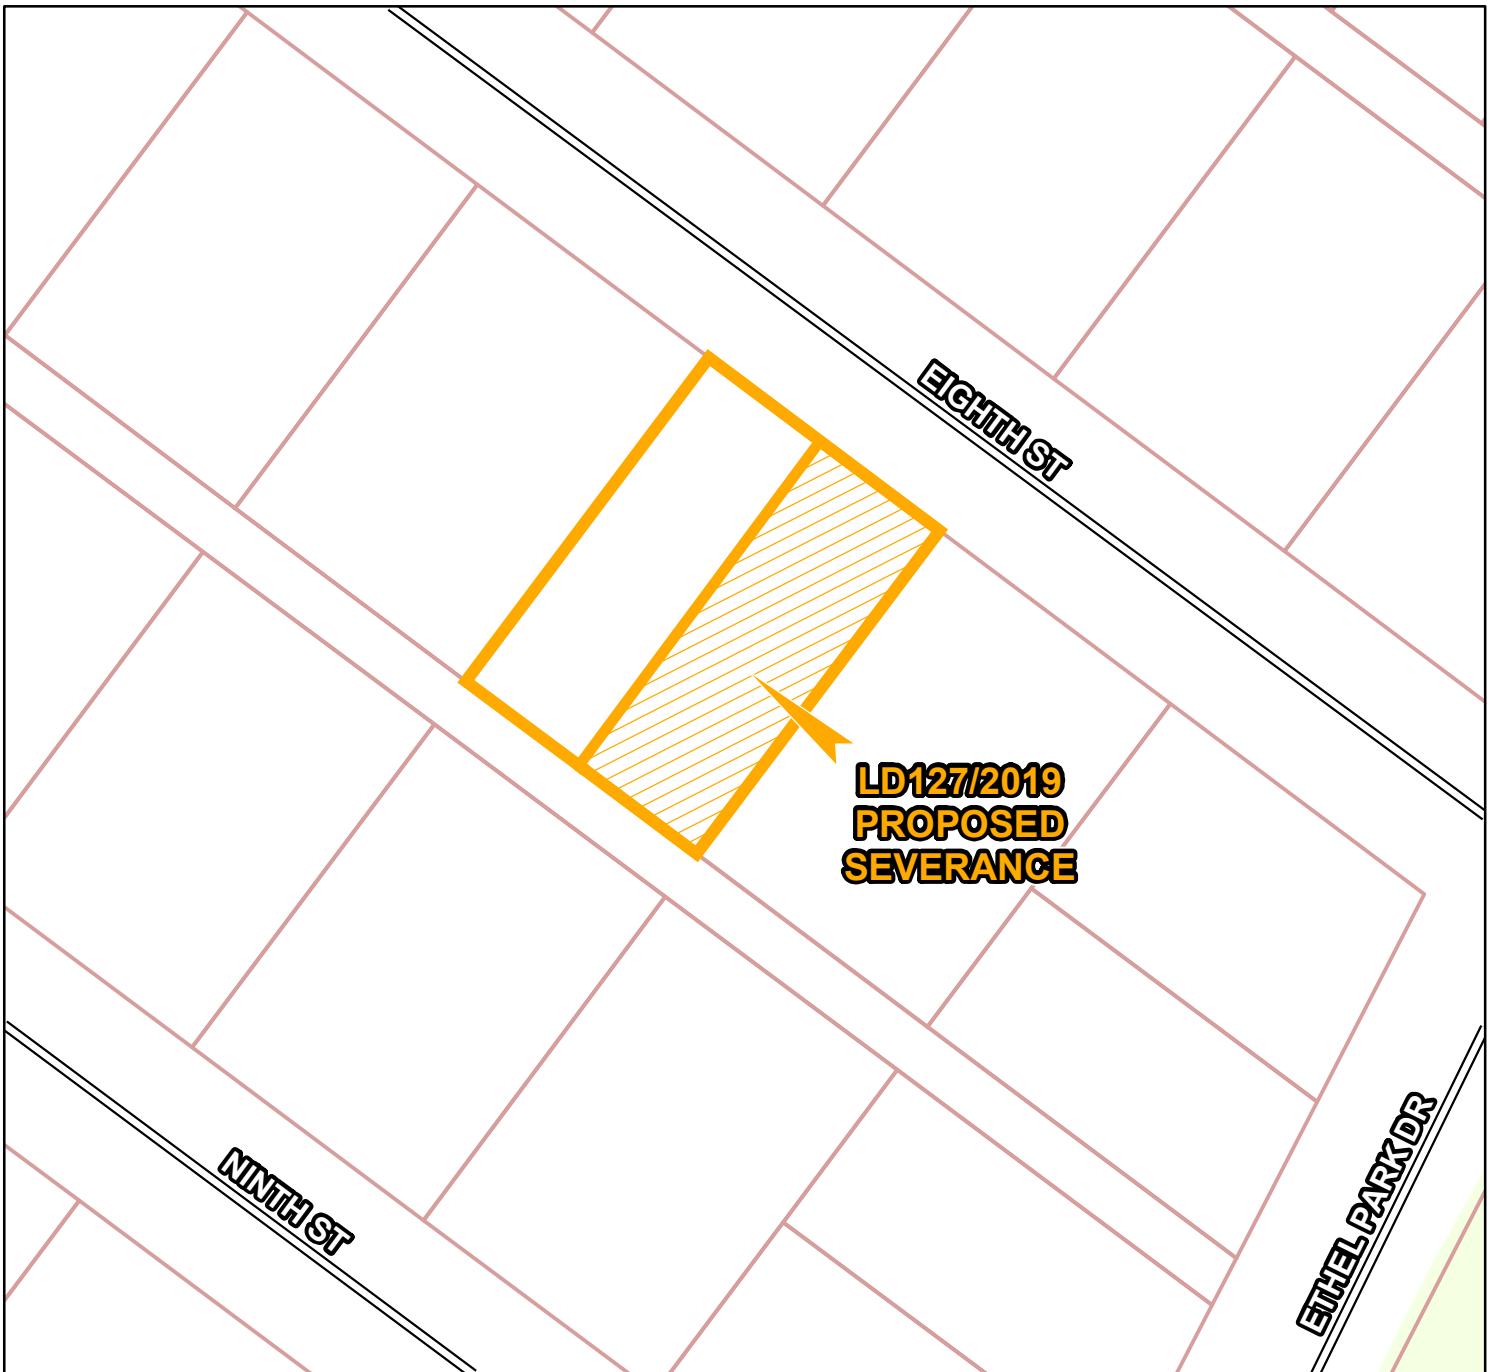 EIGHTH ST
LD127/2019
PROPOSED
SEVERANCE
NINTH ST
ETHEL PARK DR